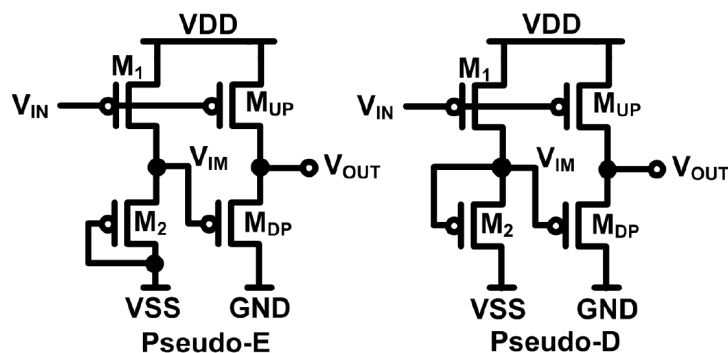 VDD
M1
VIN
MUP
VIM
VOUT
M2
MDP
VSS
GND
Pseudo-E
VDD
M1
VIN
MUP
VIM
VOUT
M2
MDP
VSS
GND
Pseudo-D